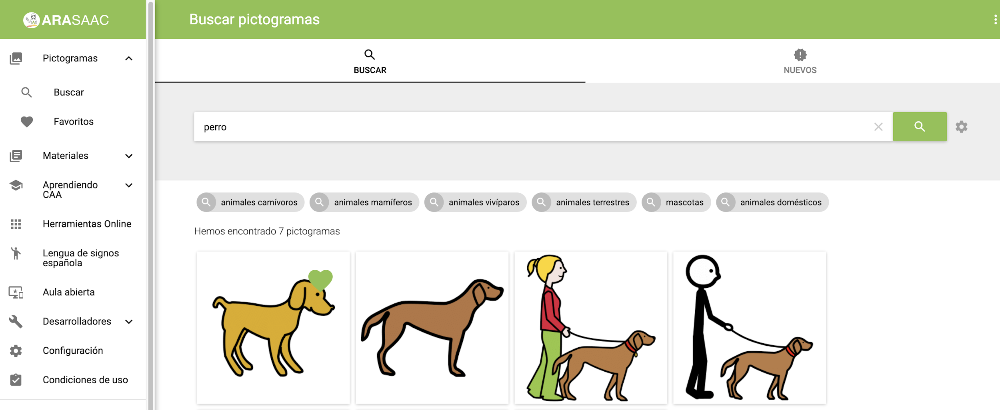 ARASAAC
Buscar pictogramas
Pictogramas
Buscar
Favoritos
Materiales
Aprendiendo
CAA
Herramientas Online
Lengua de signos
española
Aula abierta
Desarrolladores
Configuración
Condiciones de uso
BUSCAR
NUEVOS
perro
animales carnívoros
animales mamíferos
animales vivíparos
animales terrestres
mascotas
animales domésticos
Hemos encontrado 7 pictogramas